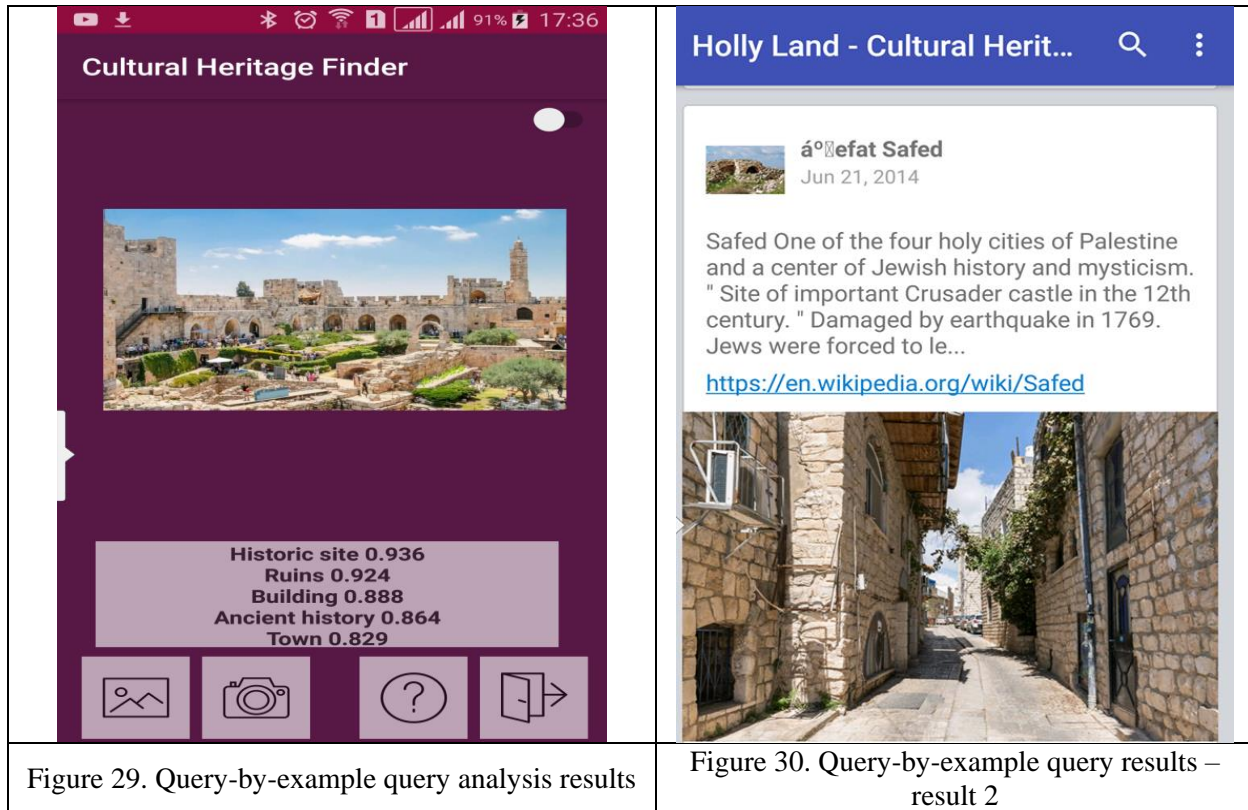 1 91% 17:36
Cultural Heritage Finder
Historic site 0.936
Ruins 0.924
Building 0.888
Ancient history 0.864
Town 0.829
Figure 29. Query-by-example query analysis results
Holly Land - Cultural Herit...
áº▯efat Safed
Jun 21, 2014
Safed One of the four holy cities of Palestine
and a center of Jewish history and mysticism.
" Site of important Crusader castle in the 12th
century. " Damaged by earthquake in 1769.
Jews were forced to le...
https://en.wikipedia.org/wiki/Safed
Figure 30. Query-by-example query results –
result 2